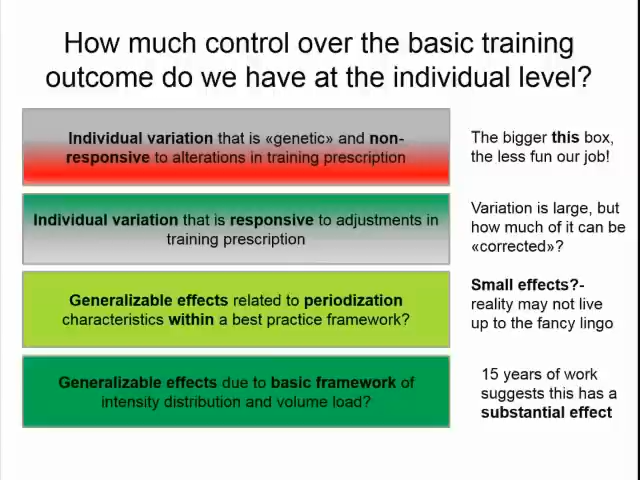 How much control over the basic training
outcome do we have at the individual level?
Individual variation that is «genetic» and non-
responsive to alterations in training prescription
The bigger this box,
the less fun our job!
Individual variation that is responsive to adjustments in
training prescription
Variation is large, but
how much of it can be
«corrected»?
Generalizable effects related to periodization
characteristics within a best practice framework?
Small effects?-
reality may not live
up to the fancy lingo
Generalizable effects due to basic framework of
intensity distribution and volume load?
15 years of work
suggests this has a
substantial effect